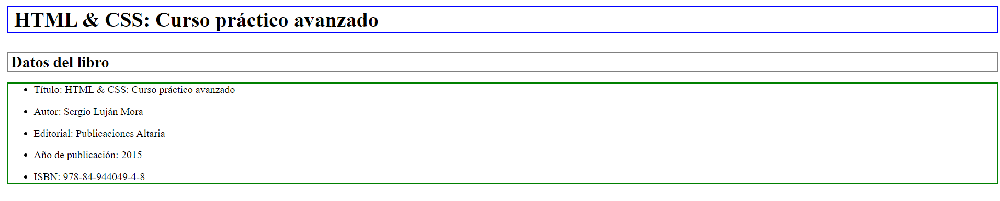 HTML & CSS: Curso práctico avanzado
Datos del libro
Título: HTML & CSS: Curso práctico avanzado
Autor: Sergio Luján Mora
Editorial: Publicaciones Altaria
Año de publicación: 2015
ISBN: 978-84-944049-4-8